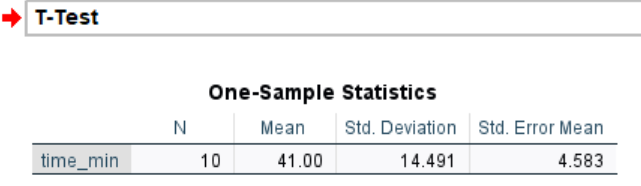 T-Test
One-Sample Statistics
N Mean Std. Deviation Std. Error Mean
time_min 10 41.00 14.491 4.583